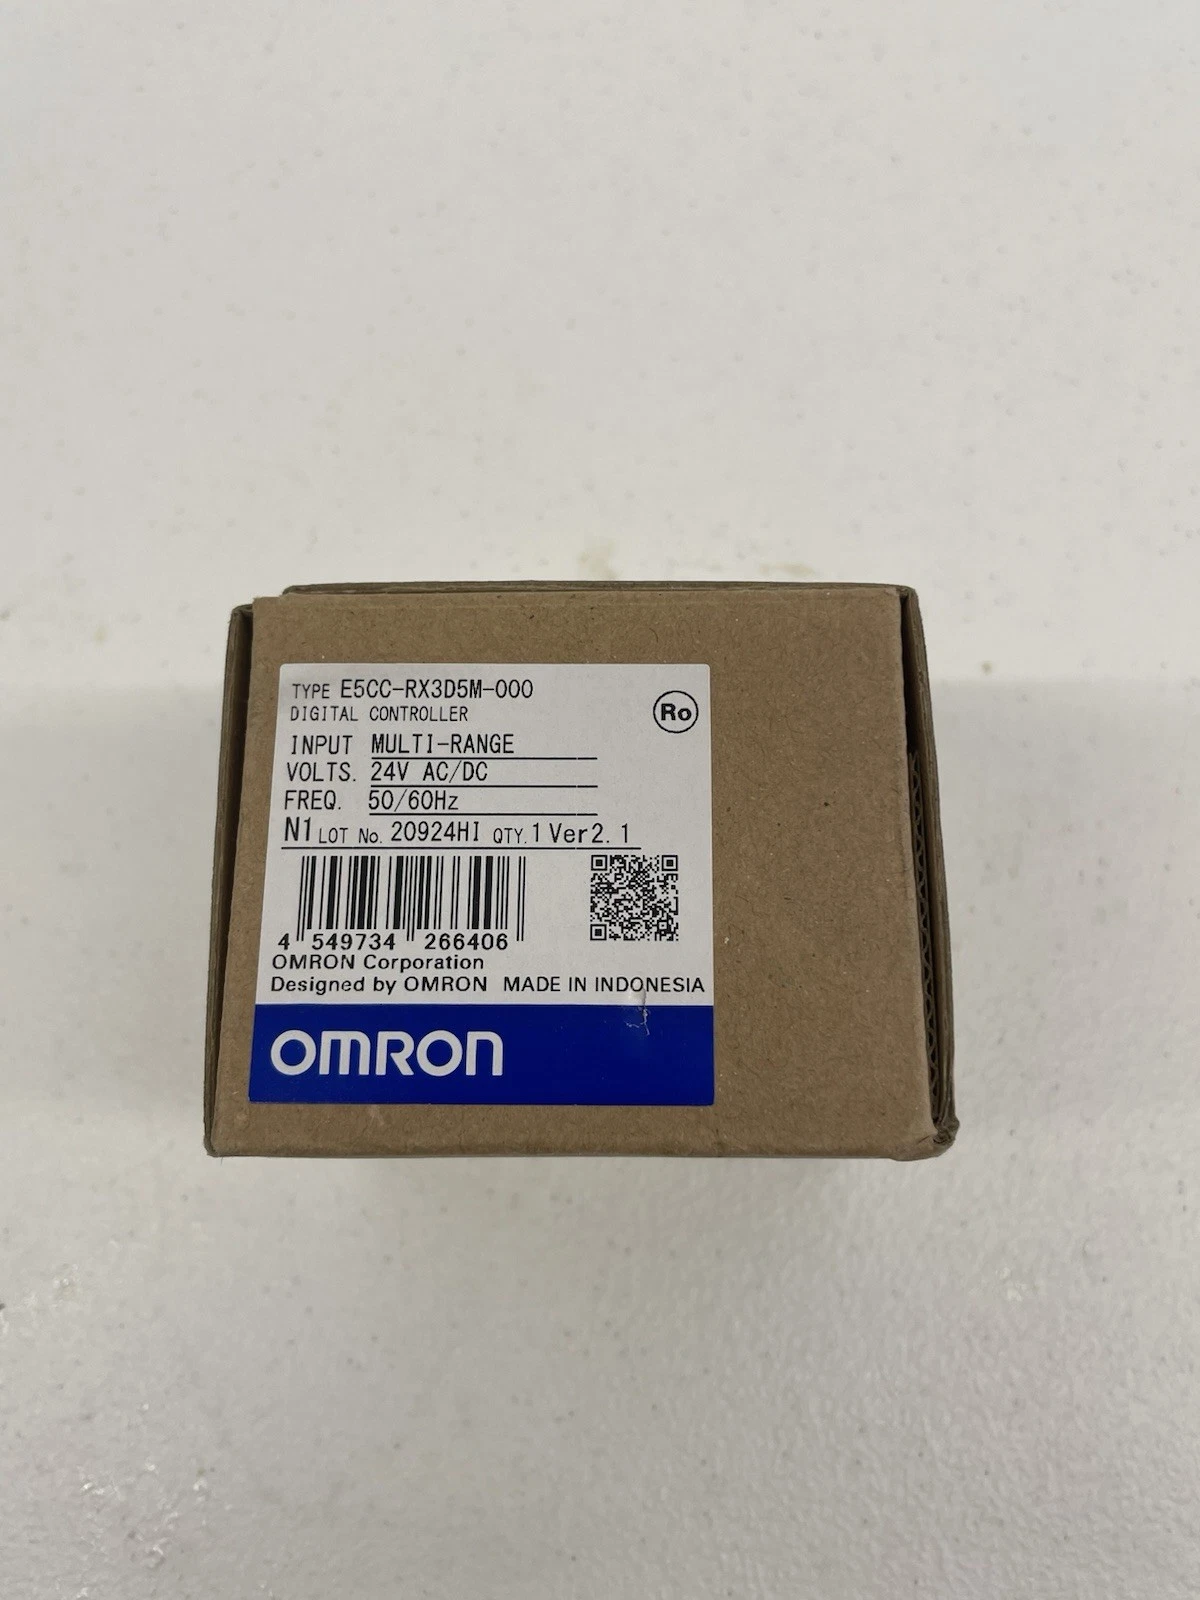 TYPE E5CC-RX3D5M-000
DIGITAL CONTROLLER
Ro
INPUT MULTI-RANGE
VOLTS. 24V AC/DC
FREQ. 50/60Hz
N1 LOT No. 20924HI QTY. 1 Ver2. 1
4 549734 266406
OMRON Corporation
Designed by OMRON MADE IN INDONESIA
OMRON